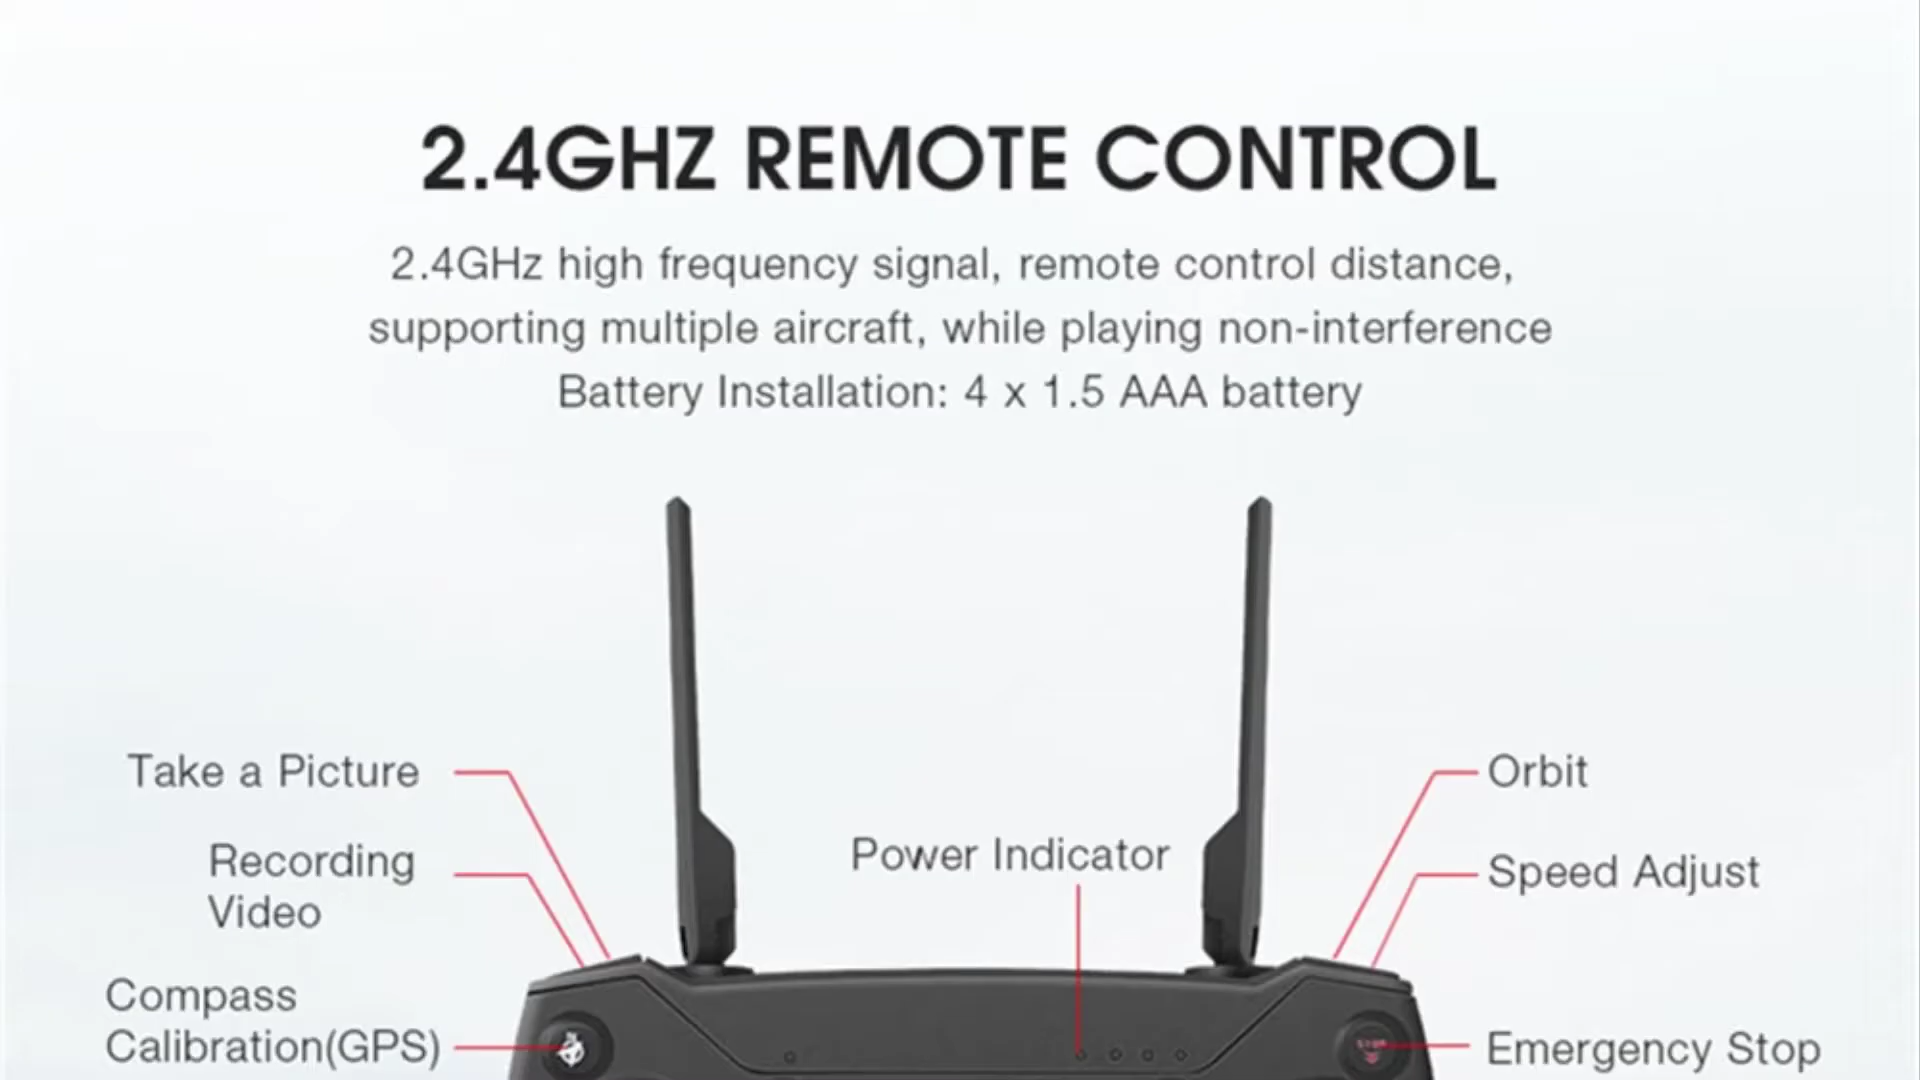 2.4GHZ REMOTE CONTROL
2.4GHz high frequency signal, remote control distance,
supporting multiple aircraft, while playing non-interference
Battery Installation: 4 x 1.5 AAA battery
Take a Picture
Orbit
Recording
Video
Power Indicator
Speed Adjust
Compass
Calibration(GPS)
STOP
Emergency Stop